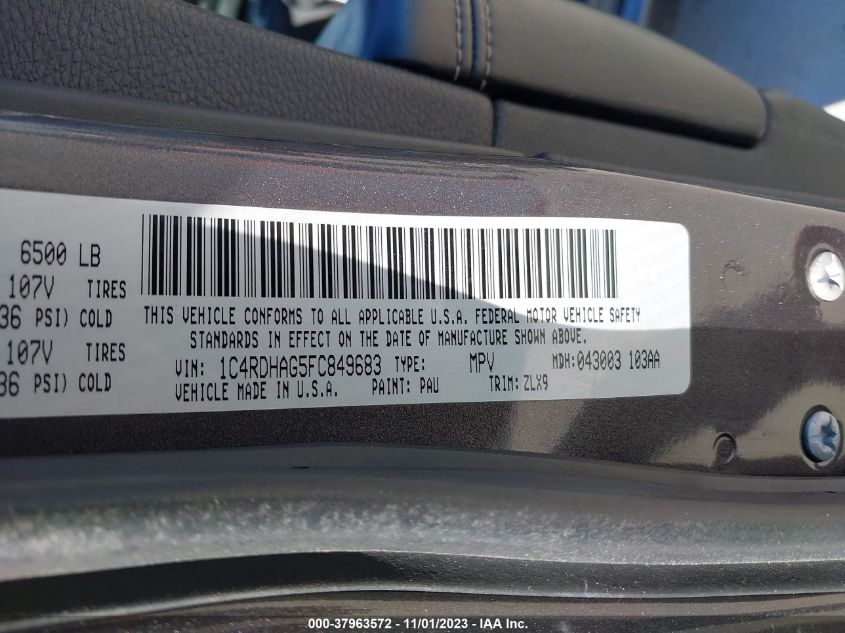 6500 LB
107V TIRES
36 PSI) COLD
107V TIRES
36 PSI) COLD
THIS VEHICLE CONFORMS TO ALL APPLICABLE U.S.A. FEDERAL MOTOR VEHICLE SAFETY
STANDARDS IN EFFECT ON THE DATE OF MANUFACTURE SHOWN ABOVE.
VIN: 1C4RDHAG5FC849683 TYPE: MPV MDH: 043003 103AA
VEHICLE MADE IN U.S.A. PAINT: PAU TRIM: ZLX9
000-37963572 — 11/01/2023 — IAA Inc.